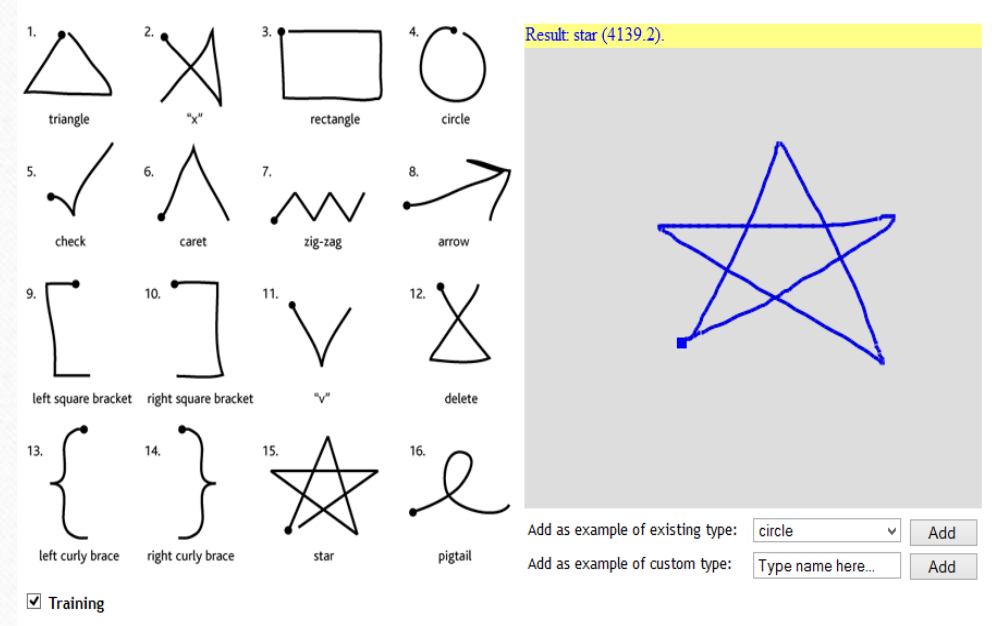 1. 2. 3. 4.
triangle "x" rectangle circle
5. 6. 7. 8.
check caret zig-zag arrow
9. 10. 11. 12.
left square bracket right square bracket "v" delete
13. 14. 15. 16.
left curly brace right curly brace star pigtail
Training
Result: star (4139.2).
Add as example of existing type: circle Add
Add as example of custom type: Type name here... Add